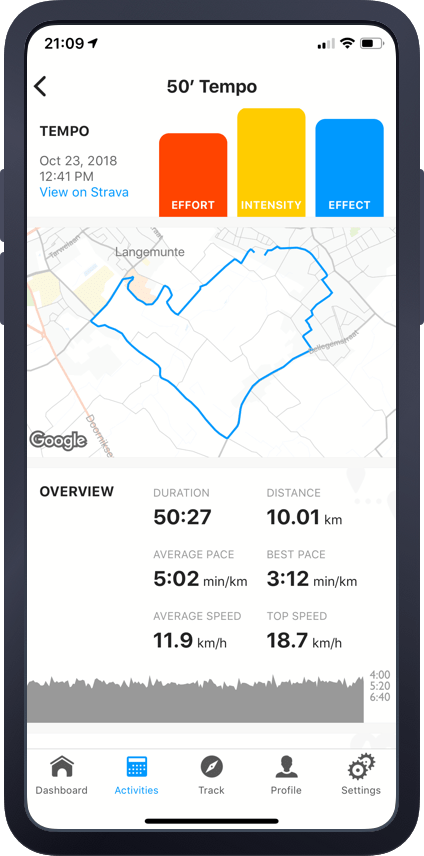 21:09
50′ Tempo
TEMPO
Oct 23, 2018
12:41 PM
View on Strava
EFFORT
INTENSITY
EFFECT
Langemunte
Bellegemsestraat
Doornikse
Google
OVERVIEW
DURATION
DISTANCE
50:27
10.01 km
AVERAGE PACE
BEST PACE
5:02 min/km
3:12 min/km
AVERAGE SPEED
TOP SPEED
11.9 km/h
18.7 km/h
4:00
5:20
6:40
Dashboard
Activities
Track
Profile
Settings